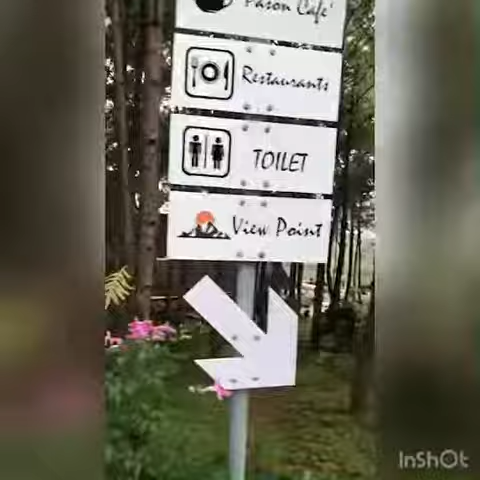 Pason Cafe'
Restaurants
TOILET
View Point
InShOt